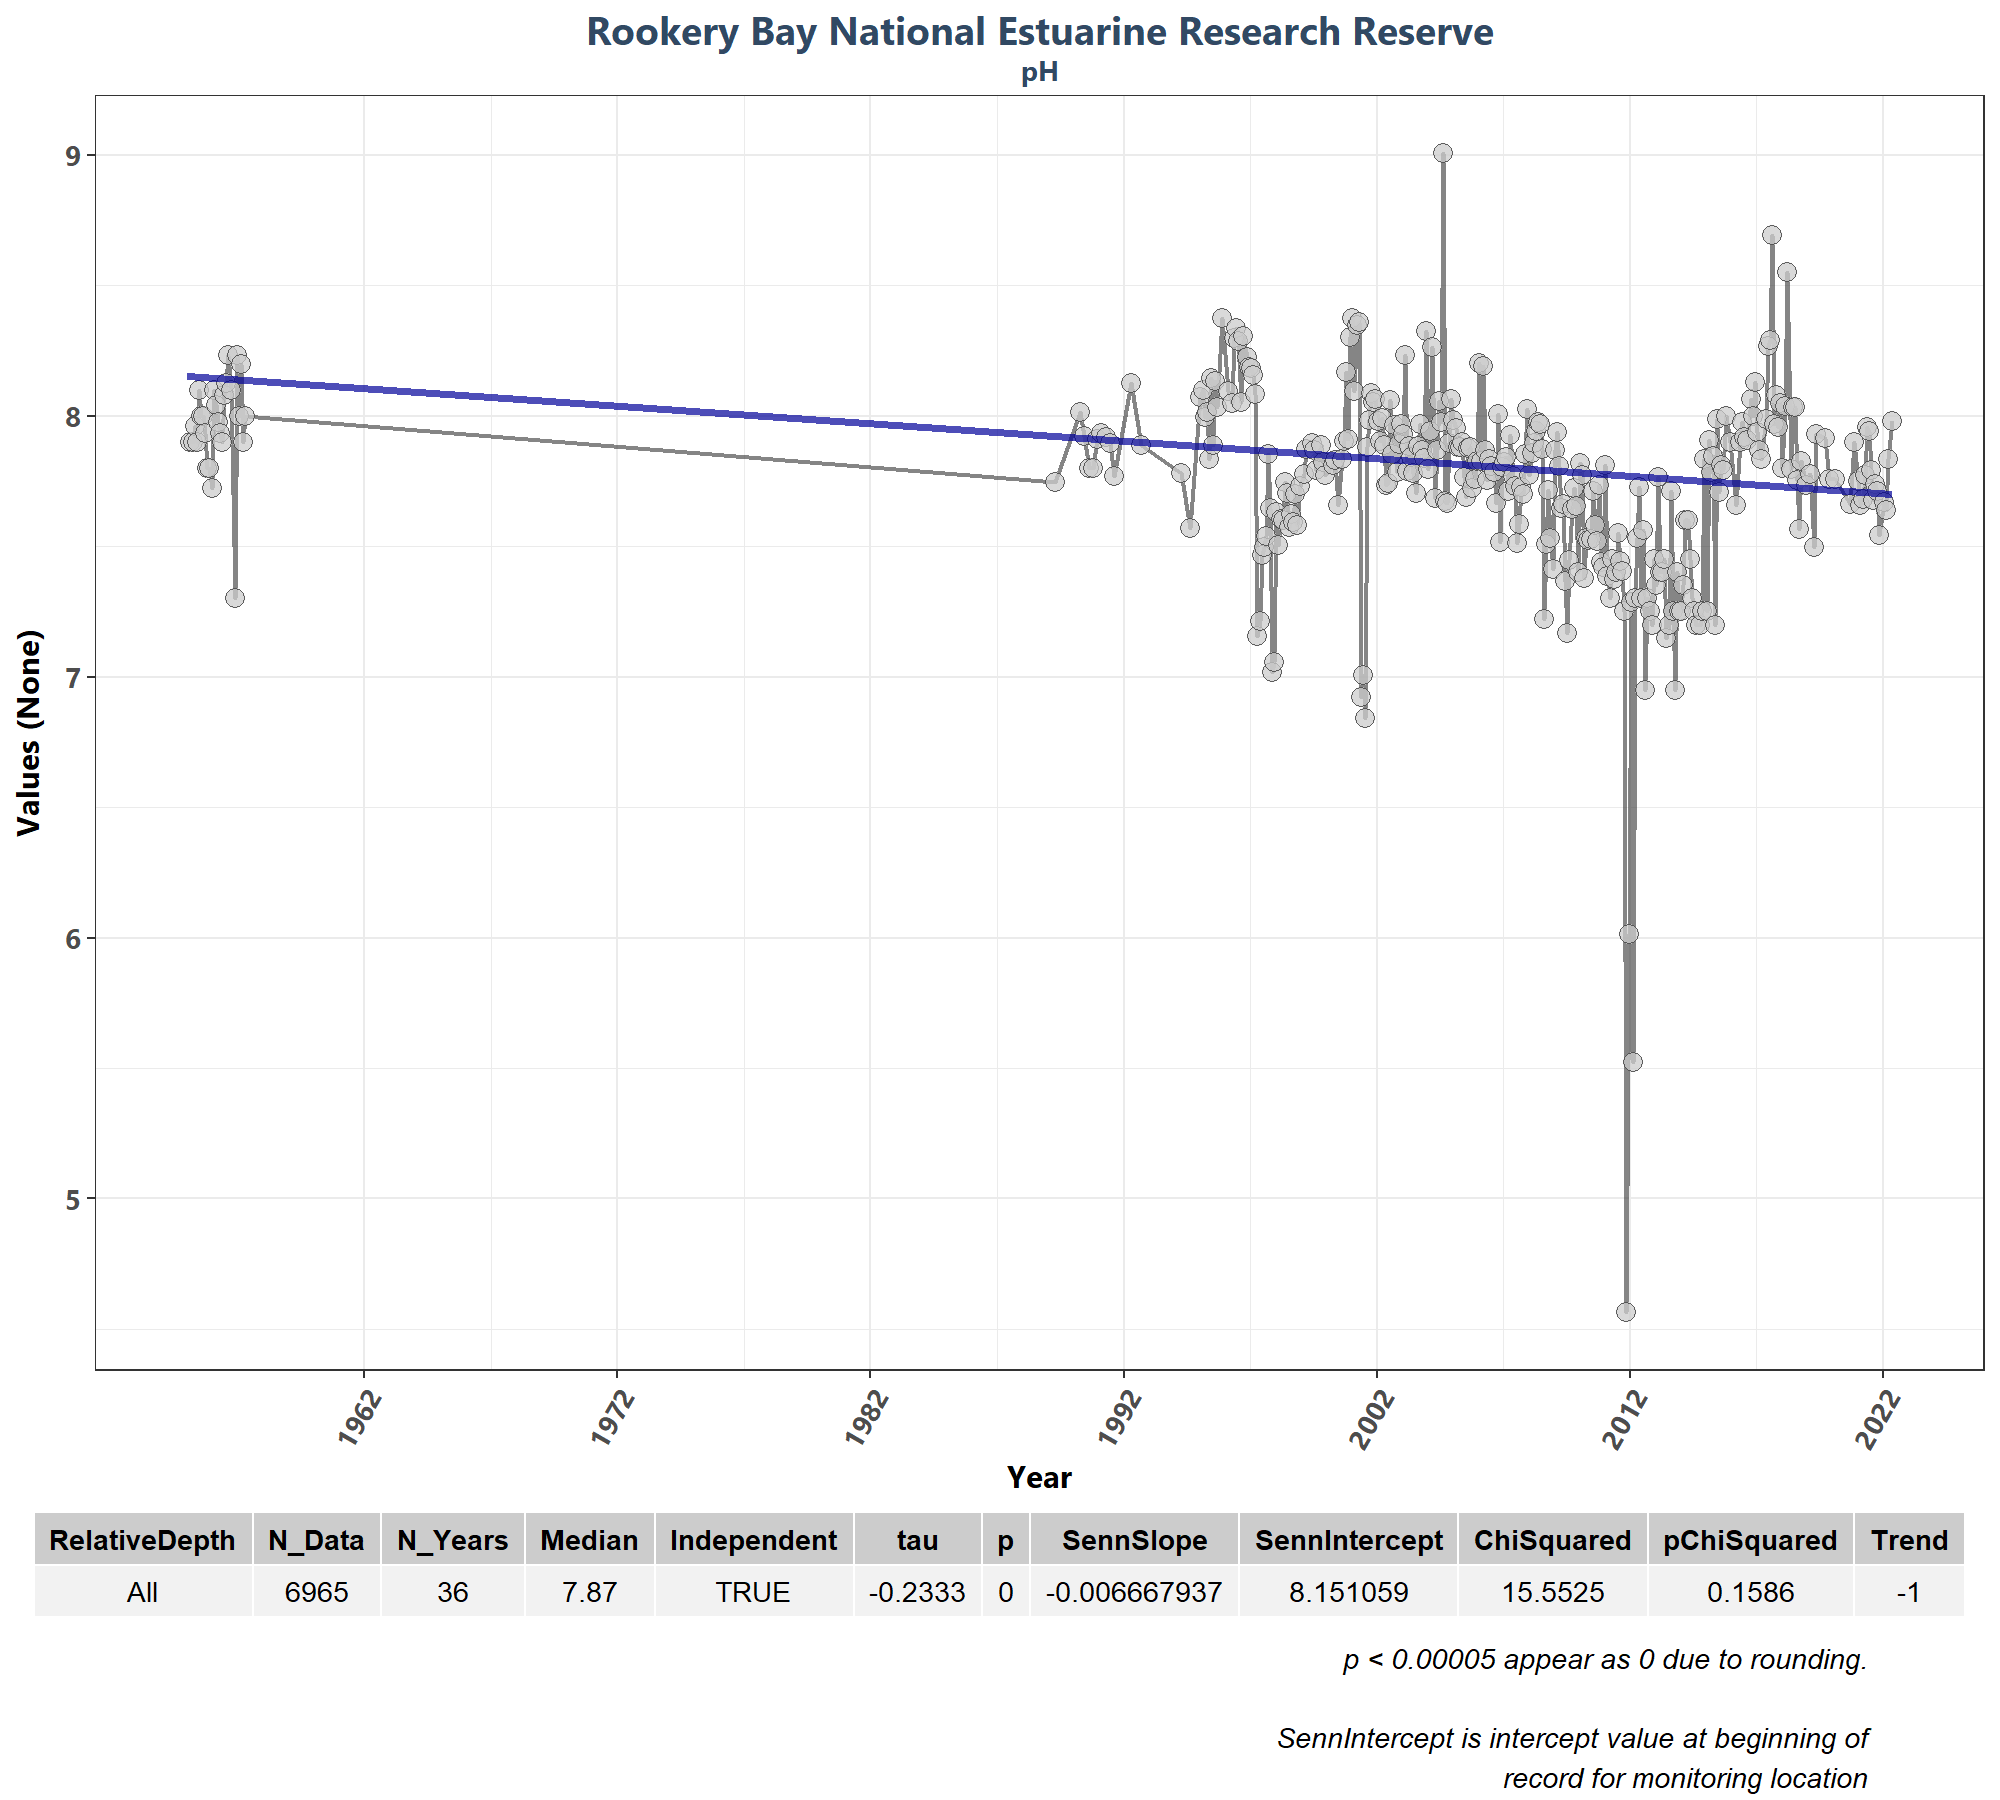 Rookery Bay National Estuarine Research Reserve
pH
9
8
7
6
5
Values (None)
1962 1972 1982 1992 2002 2012 2022
Year
RelativeDepth N_Data N_Years Median Independent tau p SennSlope SennIntercept ChiSquared pChiSquared Trend
All 6965 36 7.87 TRUE -0.2333 0 -0.006667937 8.151059 15.5525 0.1586 -1
p < 0.00005 appear as 0 due to rounding.
SennIntercept is intercept value at beginning of
record for monitoring location